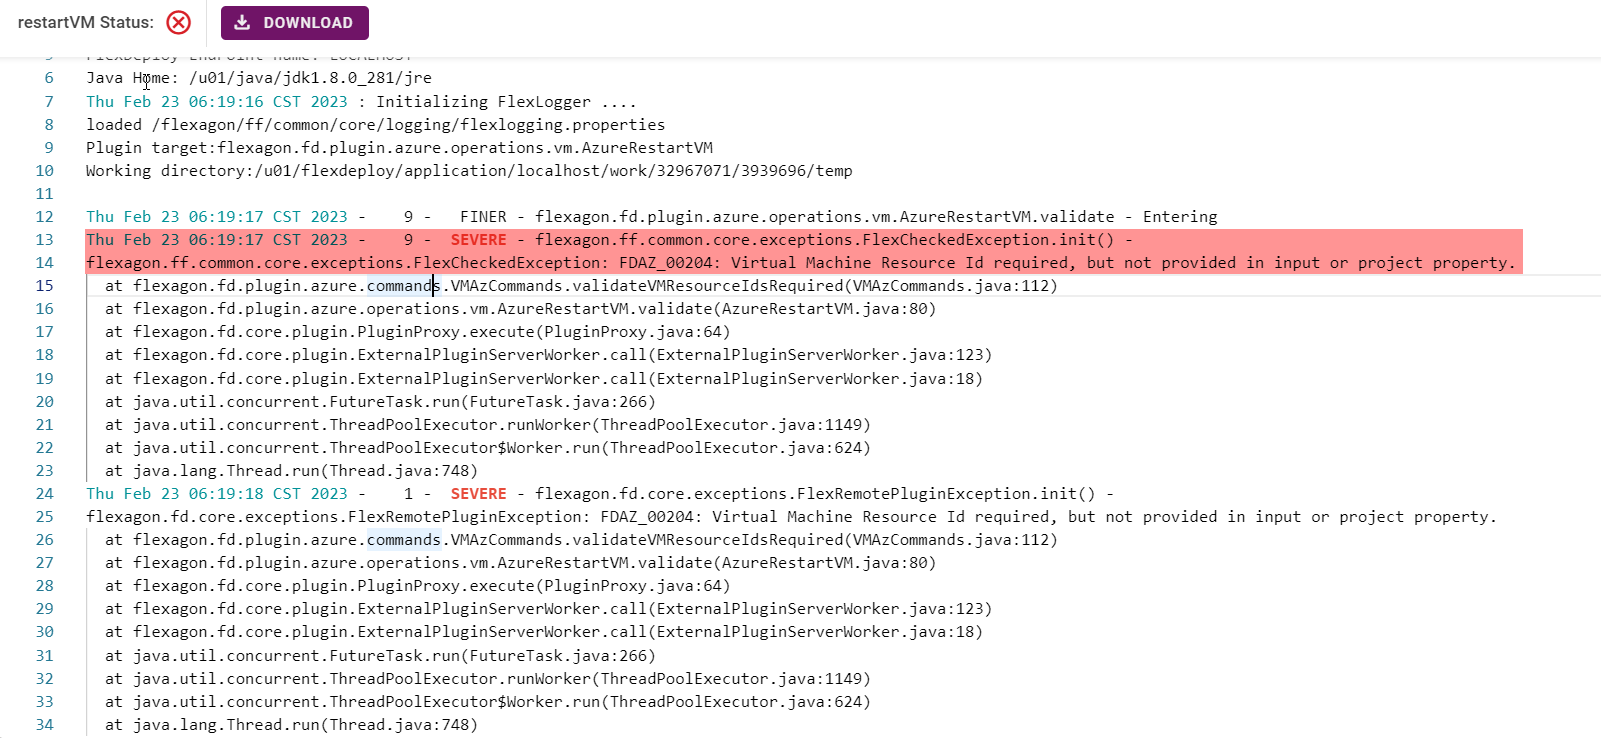 restartVM Status: DOWNLOAD
5 FlexDeploy Endpoint Name: LOCALHOST
6 Java Home: /u01/java/jdk1.8.0_281/jre
7 Thu Feb 23 06:19:16 CST 2023 : Initializing FlexLogger ....
8 loaded /flexagon/ff/common/core/logging/flexlogging.properties
9 Plugin target:flexagon.fd.plugin.azure.operations.vm.AzureRestartVM
10 Working directory:/u01/flexdeploy/application/localhost/work/32967071/3939696/temp
11
12 Thu Feb 23 06:19:17 CST 2023 - 9 - FINER - flexagon.fd.plugin.azure.operations.vm.AzureRestartVM.validate - Entering
13 Thu Feb 23 06:19:17 CST 2023 - 9 - SEVERE - flexagon.ff.common.core.exceptions.FlexCheckedException.init() -
14 flexagon.ff.common.core.exceptions.FlexCheckedException: FDAZ_00204: Virtual Machine Resource Id required, but not provided in input or project property.
15 at flexagon.fd.plugin.azure.commands.VMAzCommands.validateVMResourceIdsRequired(VMAzCommands.java:112)
16 at flexagon.fd.plugin.azure.operations.vm.AzureRestartVM.validate(AzureRestartVM.java:80)
17 at flexagon.fd.core.plugin.PluginProxy.execute(PluginProxy.java:64)
18 at flexagon.fd.core.plugin.ExternalPluginServerWorker.call(ExternalPluginServerWorker.java:123)
19 at flexagon.fd.core.plugin.ExternalPluginServerWorker.call(ExternalPluginServerWorker.java:18)
20 at java.util.concurrent.FutureTask.run(FutureTask.java:266)
21 at java.util.concurrent.ThreadPoolExecutor.runWorker(ThreadPoolExecutor.java:1149)
22 at java.util.concurrent.ThreadPoolExecutor$Worker.run(ThreadPoolExecutor.java:624)
23 at java.lang.Thread.run(Thread.java:748)
24 Thu Feb 23 06:19:18 CST 2023 - 1 - SEVERE - flexagon.fd.core.exceptions.FlexRemotePluginException.init() -
25 flexagon.fd.core.exceptions.FlexRemotePluginException: FDAZ_00204: Virtual Machine Resource Id required, but not provided in input or project property.
26 at flexagon.fd.plugin.azure.commands.VMAzCommands.validateVMResourceIdsRequired(VMAzCommands.java:112)
27 at flexagon.fd.plugin.azure.operations.vm.AzureRestartVM.validate(AzureRestartVM.java:80)
28 at flexagon.fd.core.plugin.PluginProxy.execute(PluginProxy.java:64)
29 at flexagon.fd.core.plugin.ExternalPluginServerWorker.call(ExternalPluginServerWorker.java:123)
30 at flexagon.fd.core.plugin.ExternalPluginServerWorker.call(ExternalPluginServerWorker.java:18)
31 at java.util.concurrent.FutureTask.run(FutureTask.java:266)
32 at java.util.concurrent.ThreadPoolExecutor.runWorker(ThreadPoolExecutor.java:1149)
33 at java.util.concurrent.ThreadPoolExecutor$Worker.run(ThreadPoolExecutor.java:624)
34 at java.lang.Thread.run(Thread.java:748)